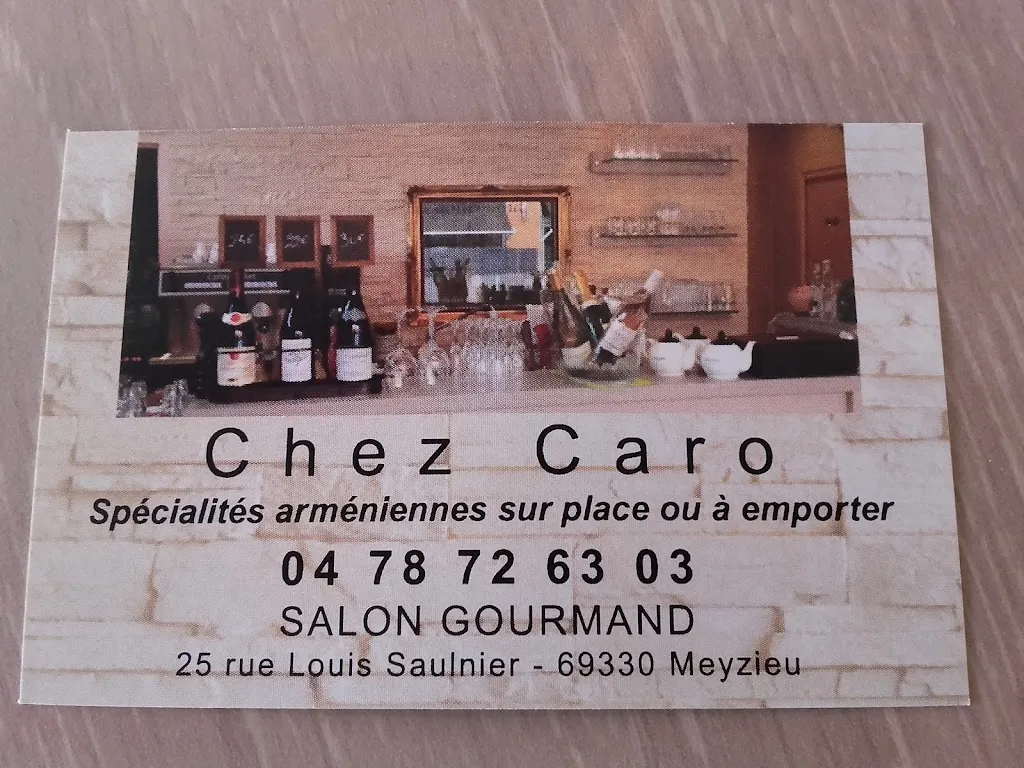 Chez Caro
Spécialités arméniennes sur place ou à emporter
04 78 72 63 03
SALON GOURMAND
25 rue Louis Saulnier - 69330 Meyzieu